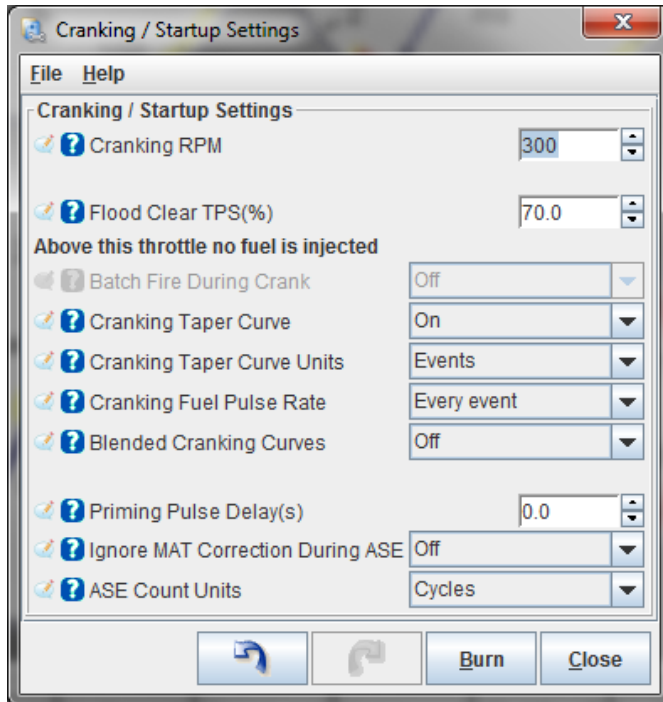 Cranking / Startup Settings
File Help
Cranking / Startup Settings
Cranking RPM 300
Flood Clear TPS(%) 70.0
Above this throttle no fuel is injected
Batch Fire During Crank Off
Cranking Taper Curve On
Cranking Taper Curve Units Events
Cranking Fuel Pulse Rate Every event
Blended Cranking Curves Off
Priming Pulse Delay(s) 0.0
Ignore MAT Correction During ASE Off
ASE Count Units Cycles
Burn Close